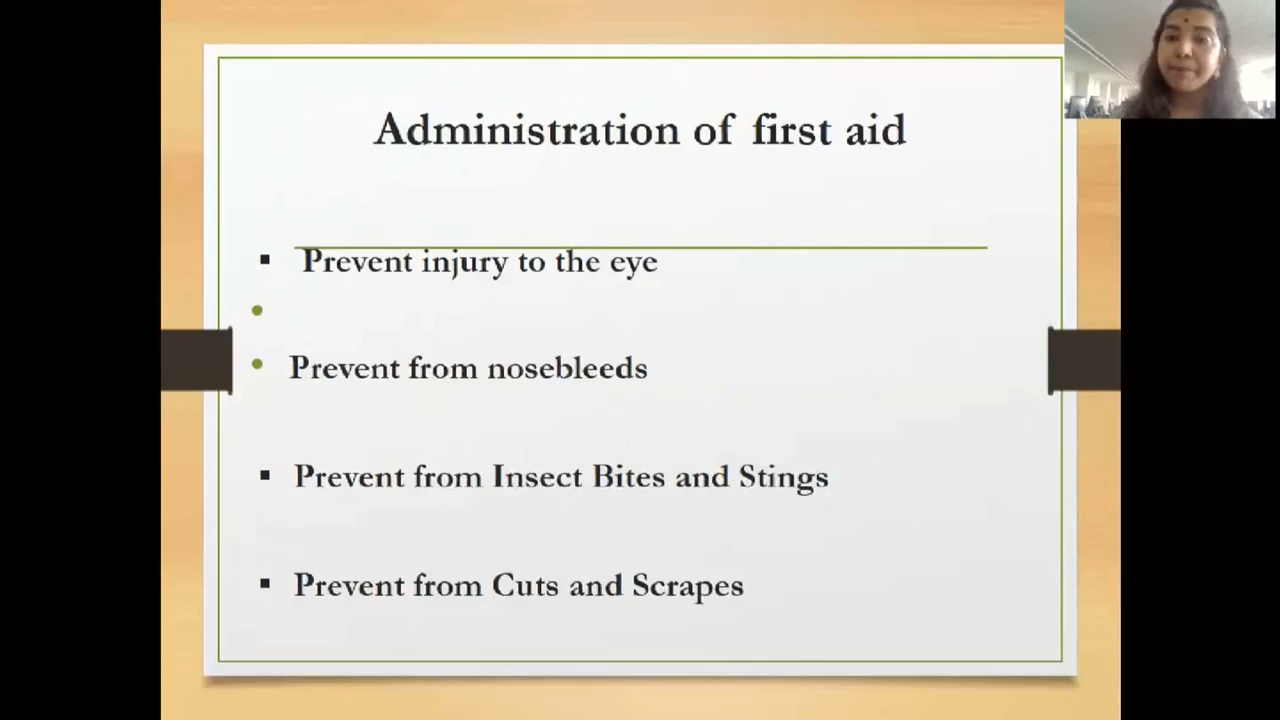 Administration of first aid
Prevent injury to the eye
Prevent from nosebleeds
Prevent from Insect Bites and Stings
Prevent from Cuts and Scrapes